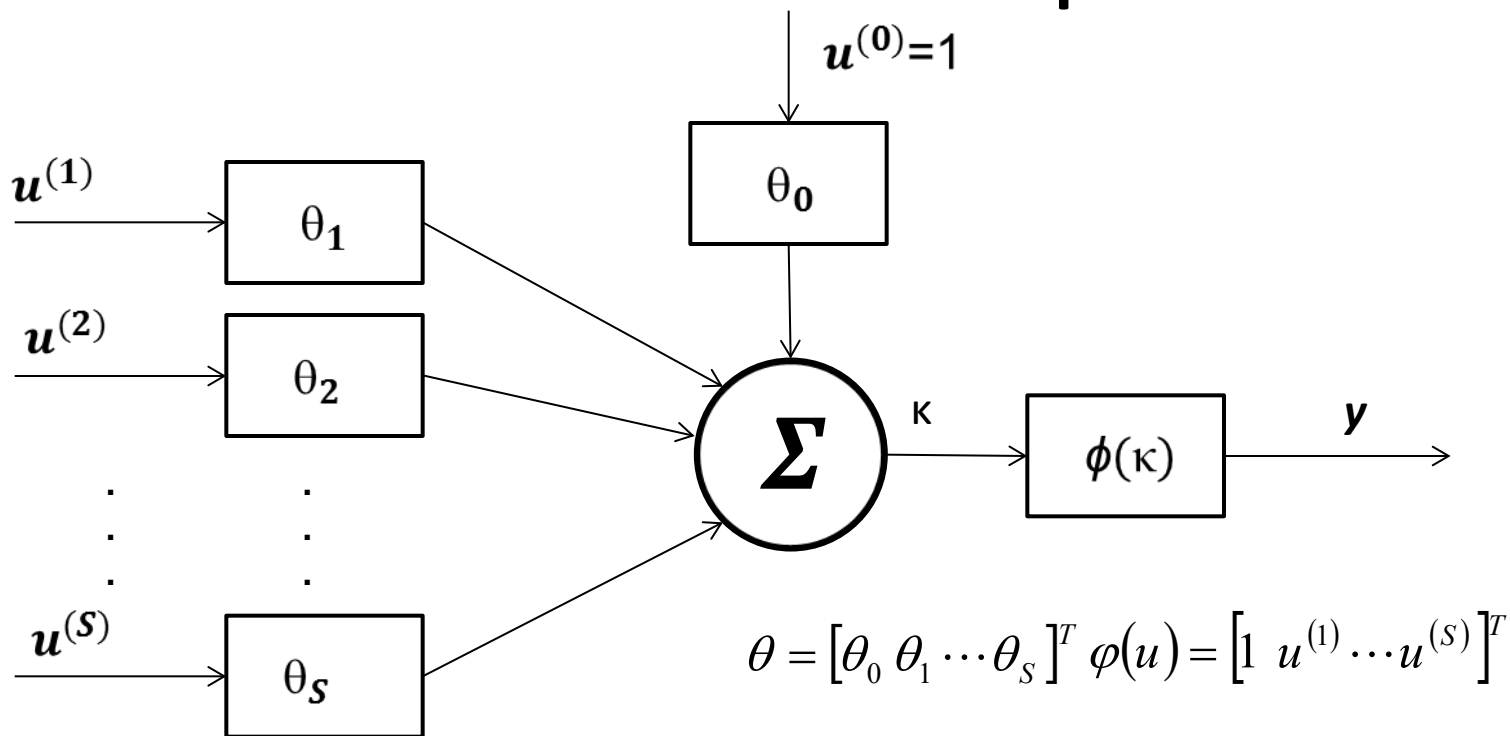 u^(0)=1
θ_0
u^(1)
θ_1
u^(2)
θ_2
. .
. .
. .
u^(S)
θ_S
Σ
κ
ϕ(κ)
y
θ = [θ_0 θ_1 ⋯ θ_S]^T φ(u) = [1 u^(1) ⋯ u^(S)]^T